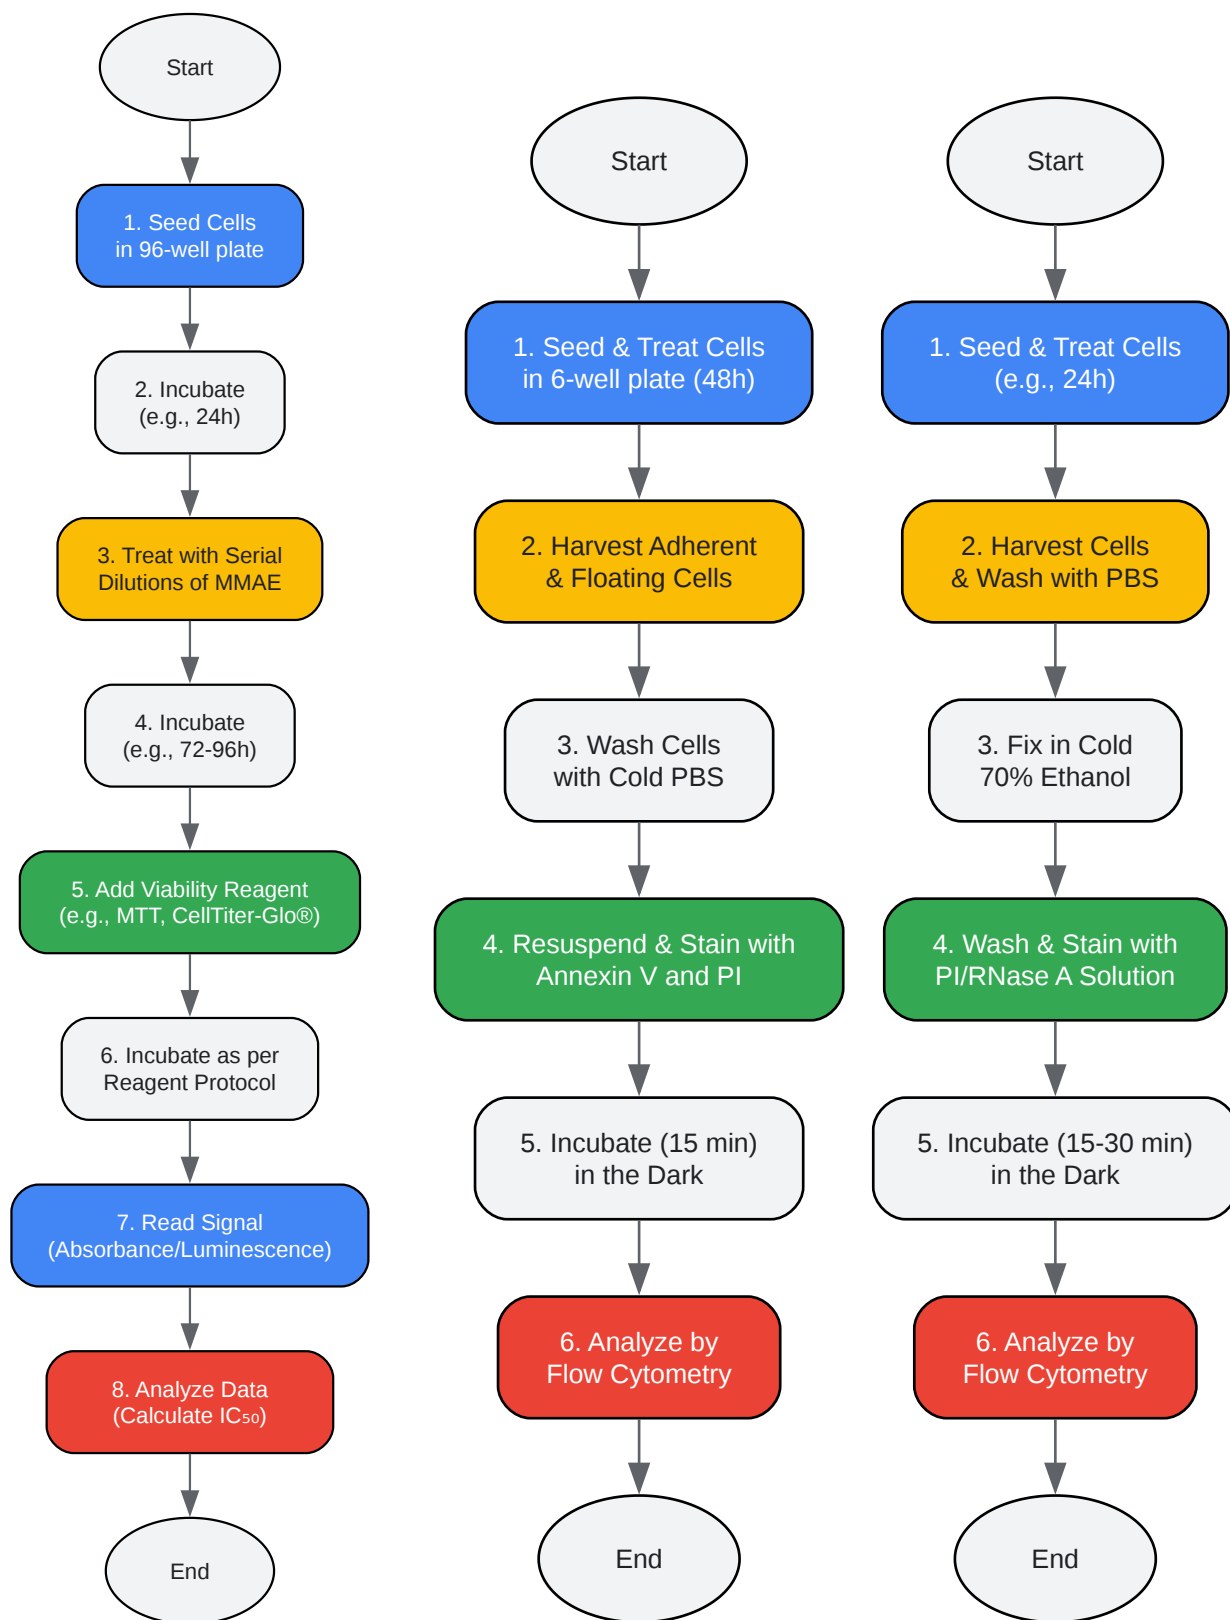 Start
1. Seed Cells
in 96-well plate
2. Incubate
(e.g., 24h)
3. Treat with Serial
Dilutions of MMAE
4. Incubate
(e.g., 72-96h)
5. Add Viability Reagent
(e.g., MTT, CellTiter-Glo®)
6. Incubate as per
Reagent Protocol
7. Read Signal
(Absorbance/Luminescence)
8. Analyze Data
(Calculate IC₅₀)
End
Start
1. Seed & Treat Cells
in 6-well plate (48h)
2. Harvest Adherent
& Floating Cells
3. Wash Cells
with Cold PBS
4. Resuspend & Stain with
Annexin V and PI
5. Incubate (15 min)
in the Dark
6. Analyze by
Flow Cytometry
End
Start
1. Seed & Treat Cells
(e.g., 24h)
2. Harvest Cells
& Wash with PBS
3. Fix in Cold
70% Ethanol
4. Wash & Stain with
PI/RNase A Solution
5. Incubate (15-30 min)
in the Dark
6. Analyze by
Flow Cytometry
End